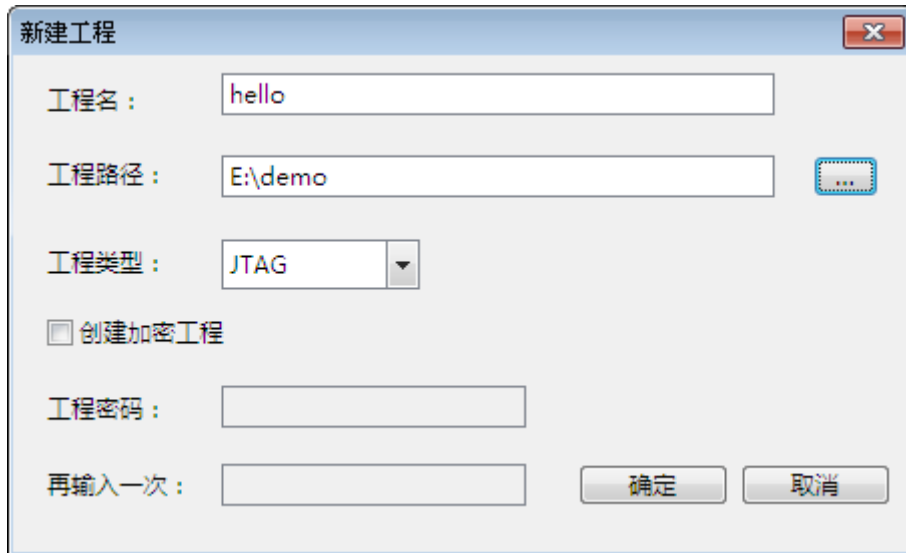 新建工程
工程名：
hello
工程路径：
E:\demo
...
工程类型：
JTAG
创建加密工程
工程密码：
再输入一次：
确定
取消